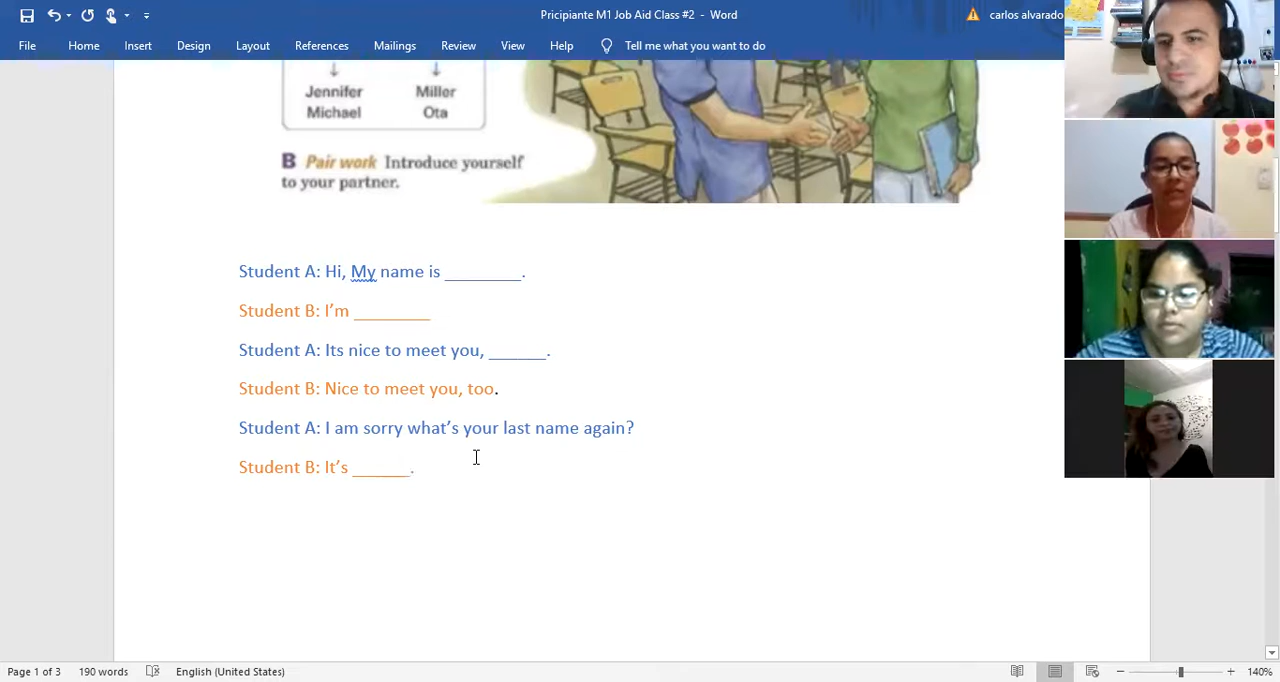 Pricipiante M1 Job Aid Class #2 - Word
carlos alvarado
File Home Insert Design Layout References Mailings Review View Help Tell me what you want to do
Jennifer Miller
Michael Ota
B Pair work Introduce yourself
to your partner.
Student A: Hi, My name is ________.
Student B: I'm ________
Student A: Its nice to meet you, ______.
Student B: Nice to meet you, too.
Student A: I am sorry what's your last name again?
Student B: It's ______.
Page 1 of 3 190 words English (United States) 140%